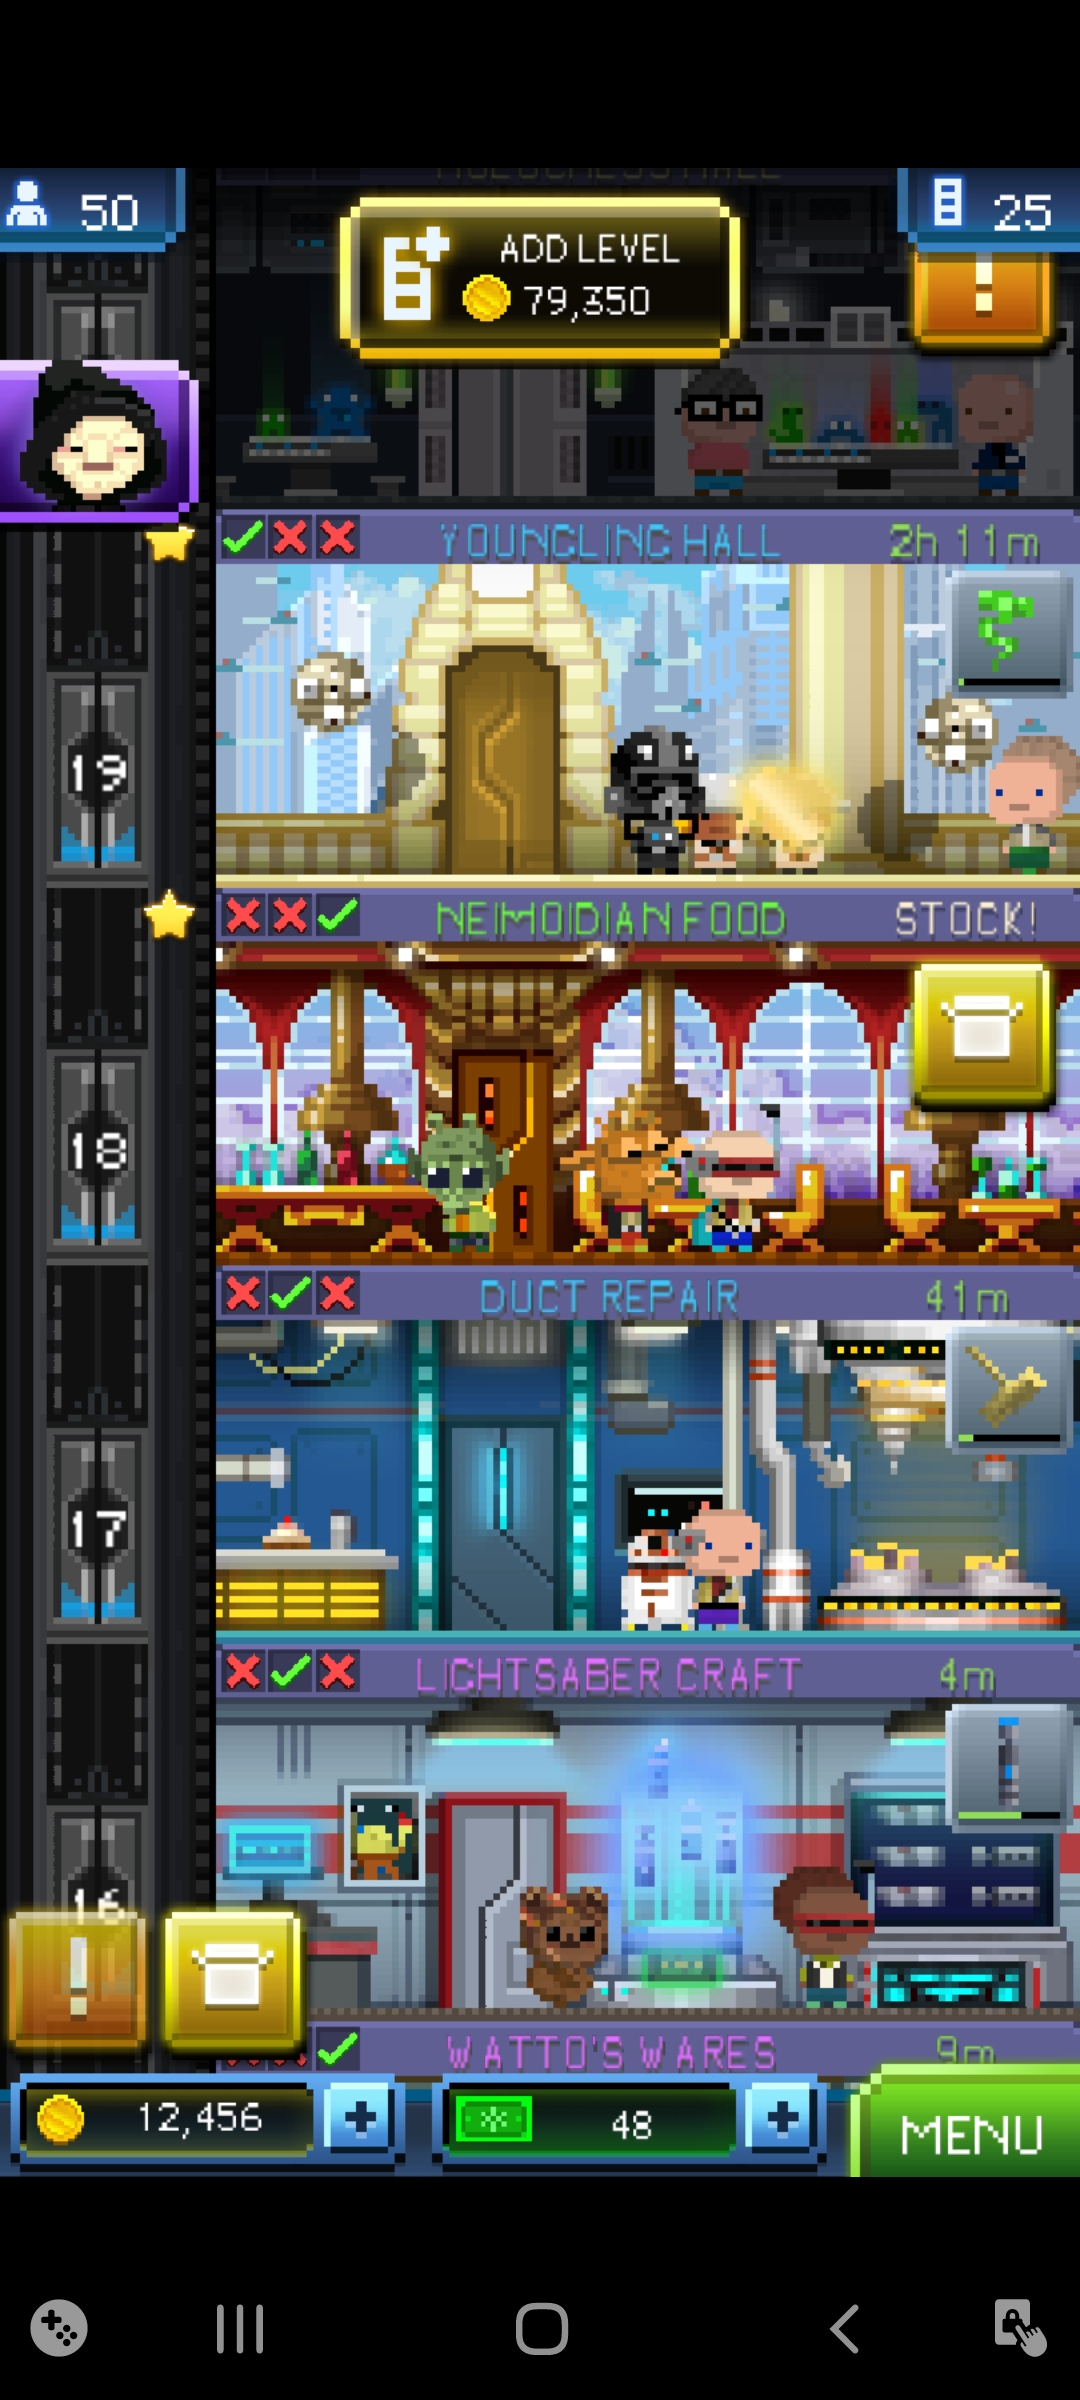 50
25
ADD LEVEL
79,350
YOUNGLING HALL
2h 11m
19
NEIMOIDIAN FOOD
STOCK!
18
DUCT REPAIR
41m
17
LIGHTSABER CRAFT
4m
16
WATTO'S WARES
9m
12,456
48
MENU